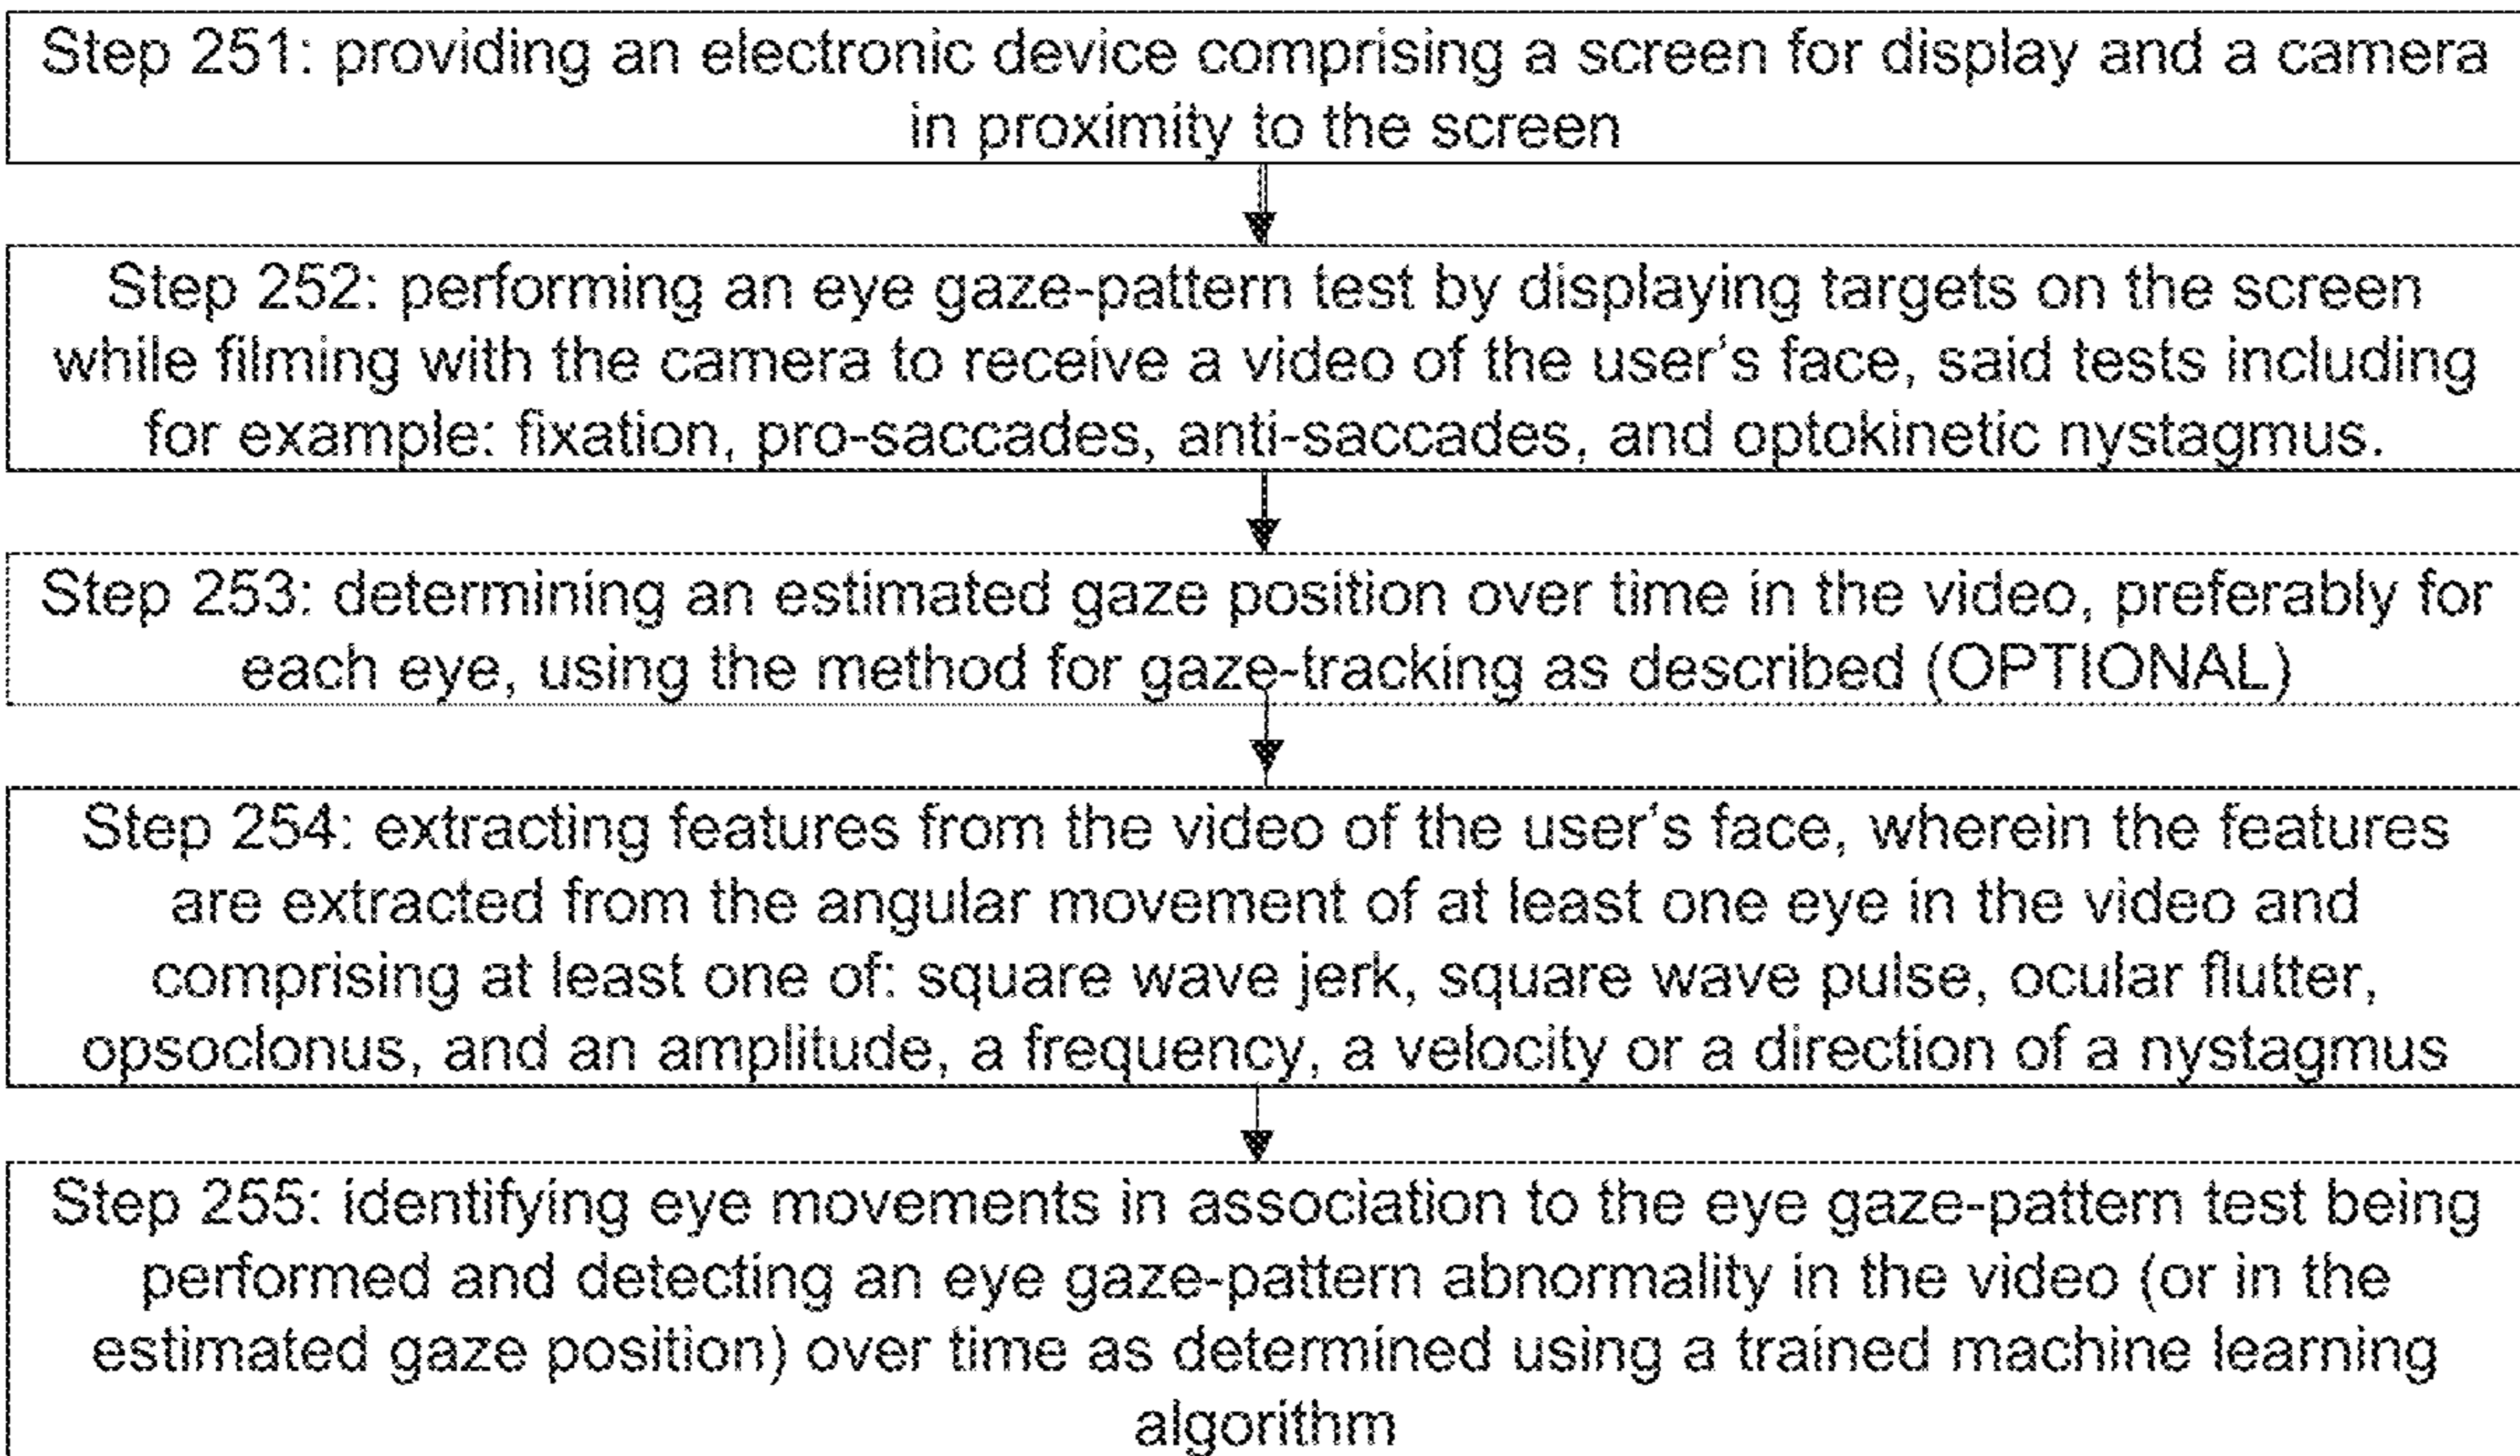 Step 251: providing an electronic device comprising a screen for display and a camera
in proximity to the screen
Step 252: performing an eye gaze-pattern test by displaying targets on the screen
while filming with the camera to receive a video of the user's face, said tests including
for example: fixation, pro-saccades, anti-saccades, and optokinetic nystagmus.
Step 253: determining an estimated gaze position over time in the video, preferably for
each eye, using the method for gaze-tracking as described (OPTIONAL)
Step 254: extracting features from the video of the user's face, wherein the features
are extracted from the angular movement of at least one eye in the video and
comprising at least one of: square wave jerk, square wave pulse, ocular flutter,
opsoclonus, and an amplitude, a frequency, a velocity or a direction of a nystagmus
Step 255: identifying eye movements in association to the eye gaze-pattern test being
performed and detecting an eye gaze-pattern abnormality in the video (or in the
estimated gaze position) over time as determined using a trained machine learning
algorithm